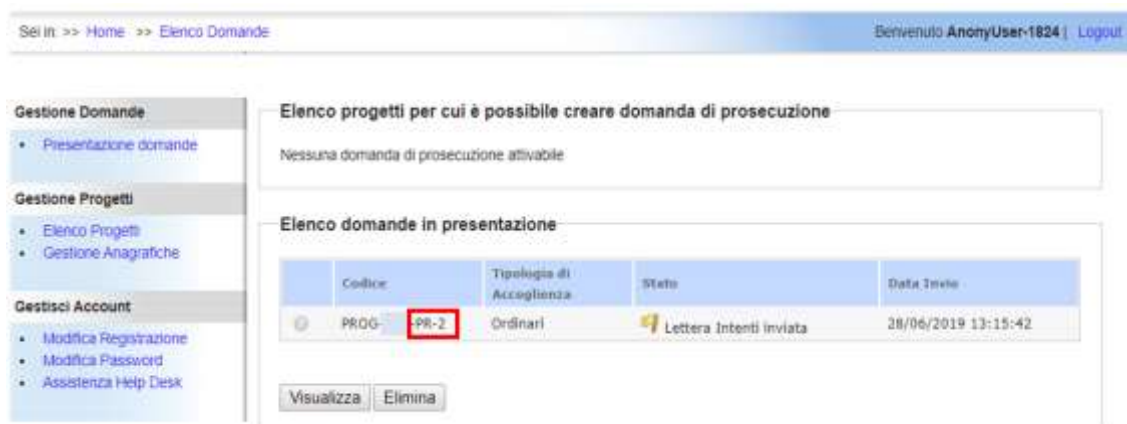 Sei in: >> Home >> Elenco Domande
Benvenuto AnonyUser-1824 | Logout
Gestione Domande
Presentazione domande
Gestione Progetti
Elenco Progetti
Gestione Anagrafiche
Gestisci Account
Modifica Registrazione
Modifica Password
Assistenza Help Desk
Elenco progetti per cui è possibile creare domanda di prosecuzione
Nessuna domanda di prosecuzione attivabile
Elenco domande in presentazione
Codice Tipologia di Accoglienza Stato Data Invio
PROG- -PR-2 Ordinari Lettera Intenti inviata 28/06/2019 13:15:42
Visualizza Elimina